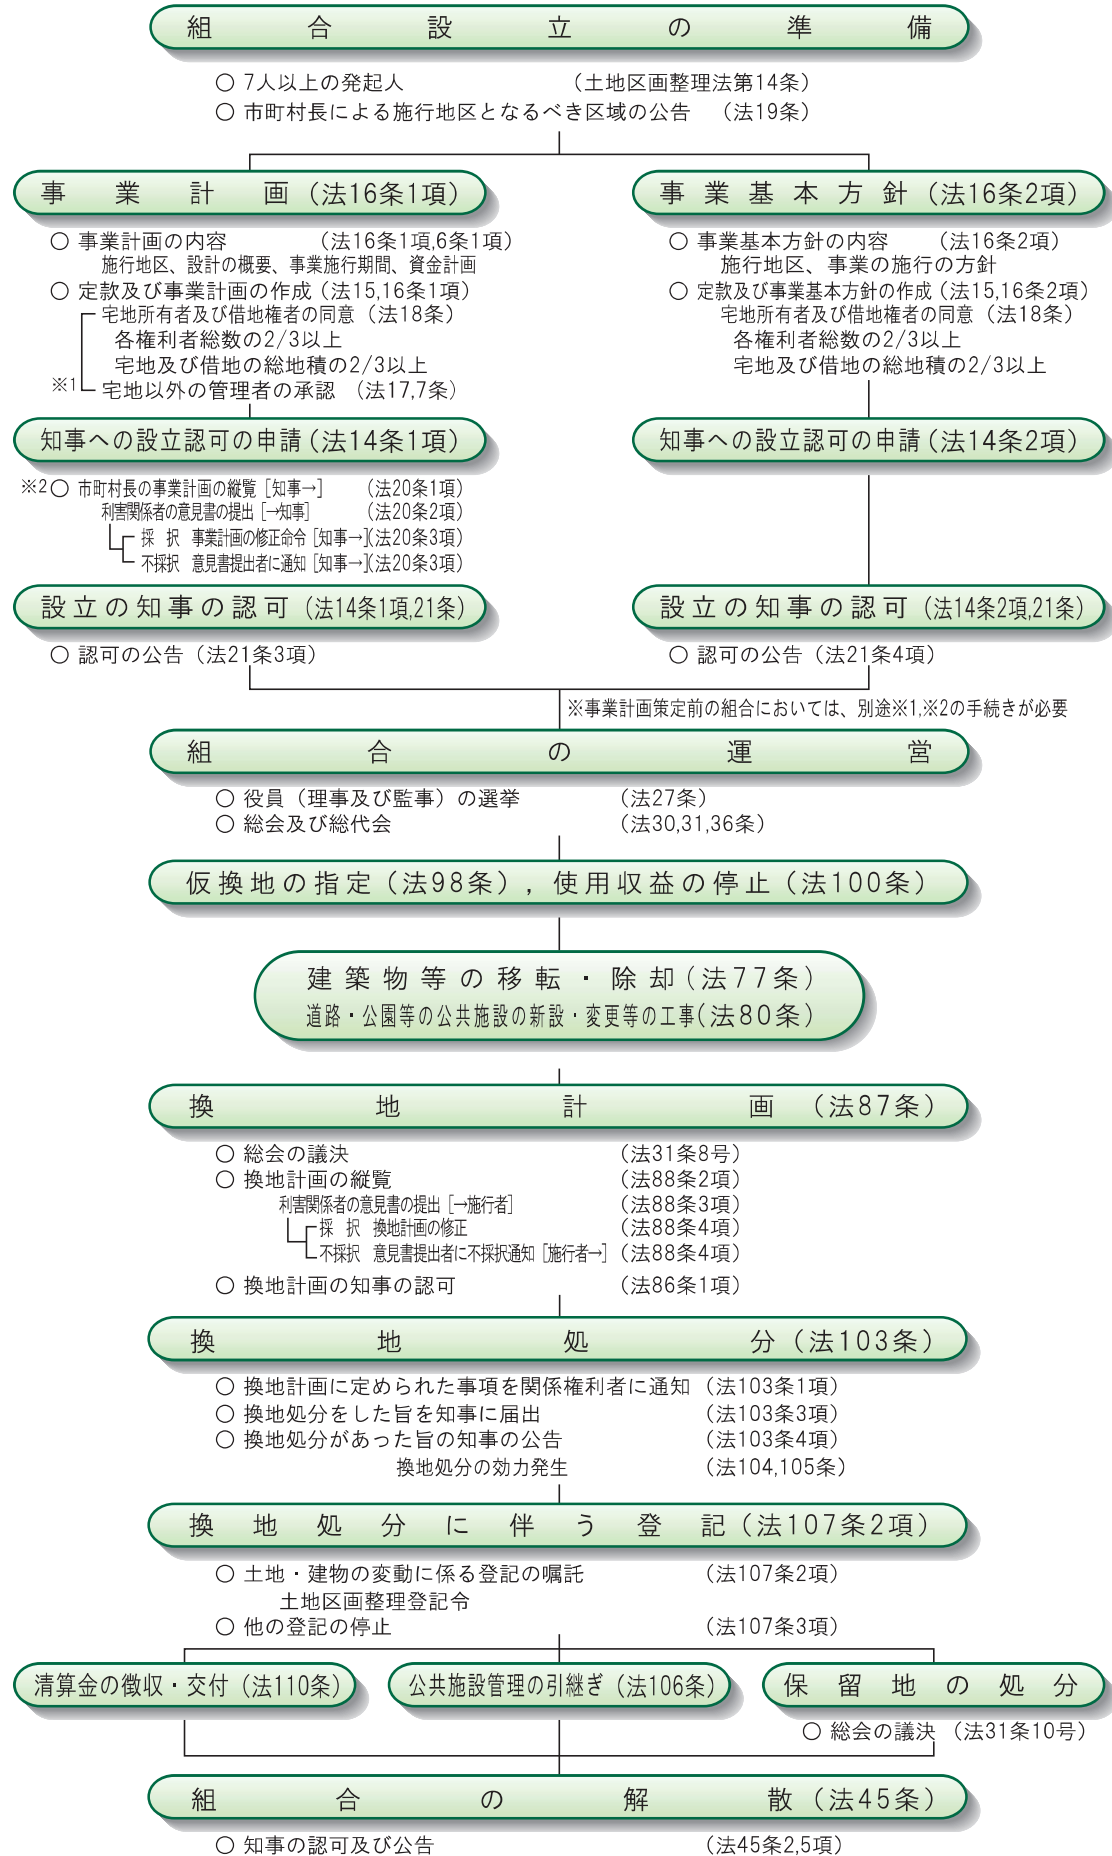 組合設立の準備
○ 7人以上の発起人 (土地区画整理法第14条)
○ 市町村長による施行地区となるべき区域の公告 (法19条)
事業計画(法16条1項)
○ 事業計画の内容 (法16条1項,6条1項)
施行地区、設計の概要、事業施行期間、資金計画
○ 定款及び事業計画の作成(法15,16条1項)
宅地所有者及び借地権者の同意(法18条)
各権利者総数の2/3以上
宅地及び借地の総地積の2/3以上
※1 宅地以外の管理者の承認 (法17,7条)
知事への設立認可の申請(法14条1項)
※2○ 市町村長の事業計画の縦覧[知事→] (法20条1項)
利害関係者の意見書の提出[→知事] (法20条2項)
採 択 事業計画の修正命令[知事→](法20条3項)
不採択 意見書提出者に通知[知事→](法20条3項)
設立の知事の認可(法14条1項,21条)
○ 認可の公告(法21条3項)
事業基本方針(法16条2項)
○ 事業基本方針の内容 (法16条2項)
施行地区、事業の施行の方針
○ 定款及び事業基本方針の作成(法15,16条2項)
宅地所有者及び借地権者の同意(法18条)
各権利者総数の2/3以上
宅地及び借地の総地積の2/3以上
知事への設立認可の申請(法14条2項)
設立の知事の認可(法14条2項,21条)
○ 認可の公告(法21条4項)
※事業計画策定前の組合においては、別途※1,※2の手続きが必要
組合の運営
○ 役員(理事及び監事)の選挙 (法27条)
○ 総会及び総代会 (法30,31,36条)
仮換地の指定(法98条),使用収益の停止(法100条)
建築物等の移転・除却(法77条)
道路・公園等の公共施設の新設・変更等の工事(法80条)
換地計画(法87条)
○ 総会の議決 (法31条8号)
○ 換地計画の縦覧 (法88条2項)
利害関係者の意見書の提出[→施行者] (法88条3項)
採 択 換地計画の修正 (法88条4項)
不採択 意見書提出者に不採択通知[施行者→] (法88条4項)
○ 換地計画の知事の認可 (法86条1項)
換地処分(法103条)
○ 換地計画に定められた事項を関係権利者に通知 (法103条1項)
○ 換地処分をした旨を知事に届出 (法103条3項)
○ 換地処分があった旨の知事の公告 (法103条4項)
換地処分の効力発生 (法104,105条)
換地処分に伴う登記(法107条2項)
○ 土地・建物の変動に係る登記の嘱託 (法107条2項)
土地区画整理登記令
○ 他の登記の停止 (法107条3項)
清算金の徴収・交付(法110条)
公共施設管理の引継ぎ(法106条)
保留地の処分
○ 総会の議決 (法31条10号)
組合の解散(法45条)
○ 知事の認可及び公告 (法45条2,5項)